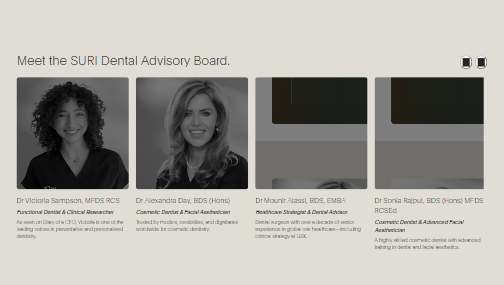 Meet the SURI Dental Advisory Board.
Dr Victoria Sampson, MFDS RCS
Functional Dentist & Clinical Researcher
As seen on Diary of a CEO, Victoria is one of the
leading voices in preventative and personalised
dentistry.
Dr Alexandra Day, BDS (Hons)
Cosmetic Dentist & Facial Aesthetician
Trusted by models, celebrities, and dignitaries
worldwide for cosmetic dentistry.
Dr Mounir Alassi, BDS, EMBA.
Healthcare Strategist & Dental Advisor
Dental surgeon with over a decade of senior
experience in global oral healthcare—including
clinical strategy at GSK.
Dr Sonia Rajput, BDS (Hons) MFDS
RCSEd
Cosmetic Dentist & Advanced Facial
Aesthetician
A highly skilled cosmetic dentist with advanced
training in dental and facial aesthetics.